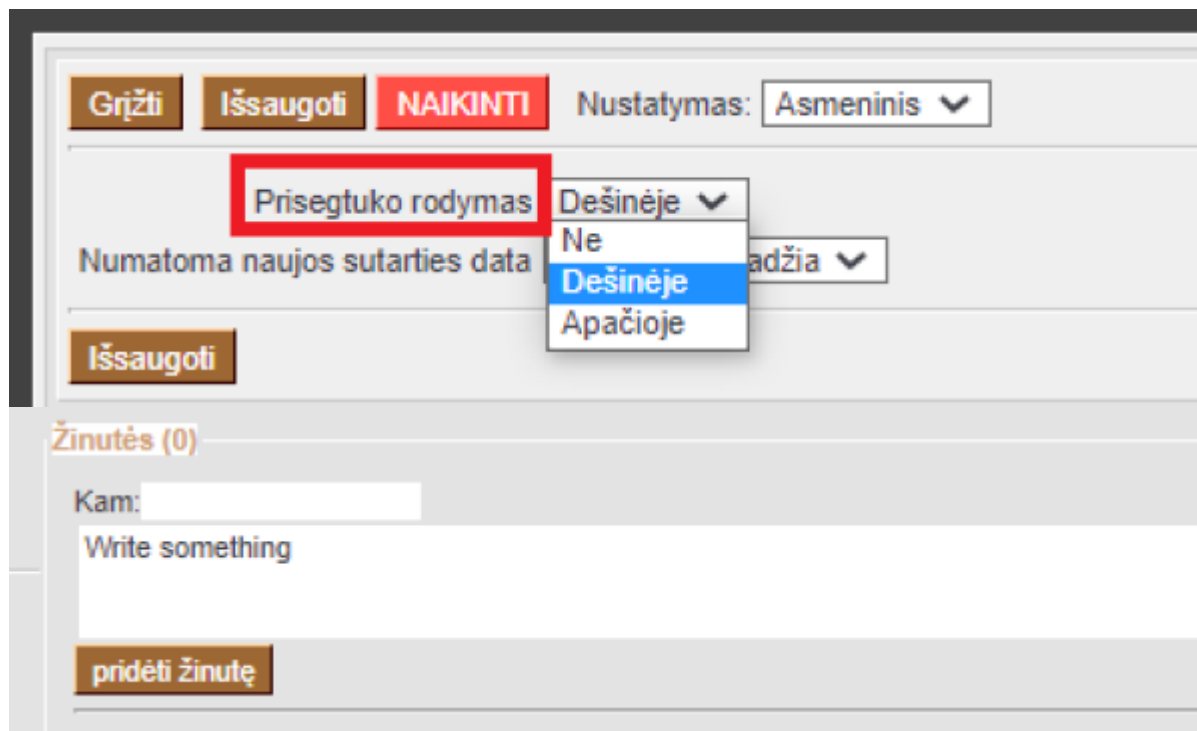 Grįžti Išsaugoti NAIKINTI Nustatymas: Asmeninis
Prisegtuko rodymas Dešinėje
Ne
Numatoma naujos sutarties data adžia
Dešinėje
Apačioje
Išsaugoti
Žinutės (0)
Kam:
Write something
pridėti žinutę